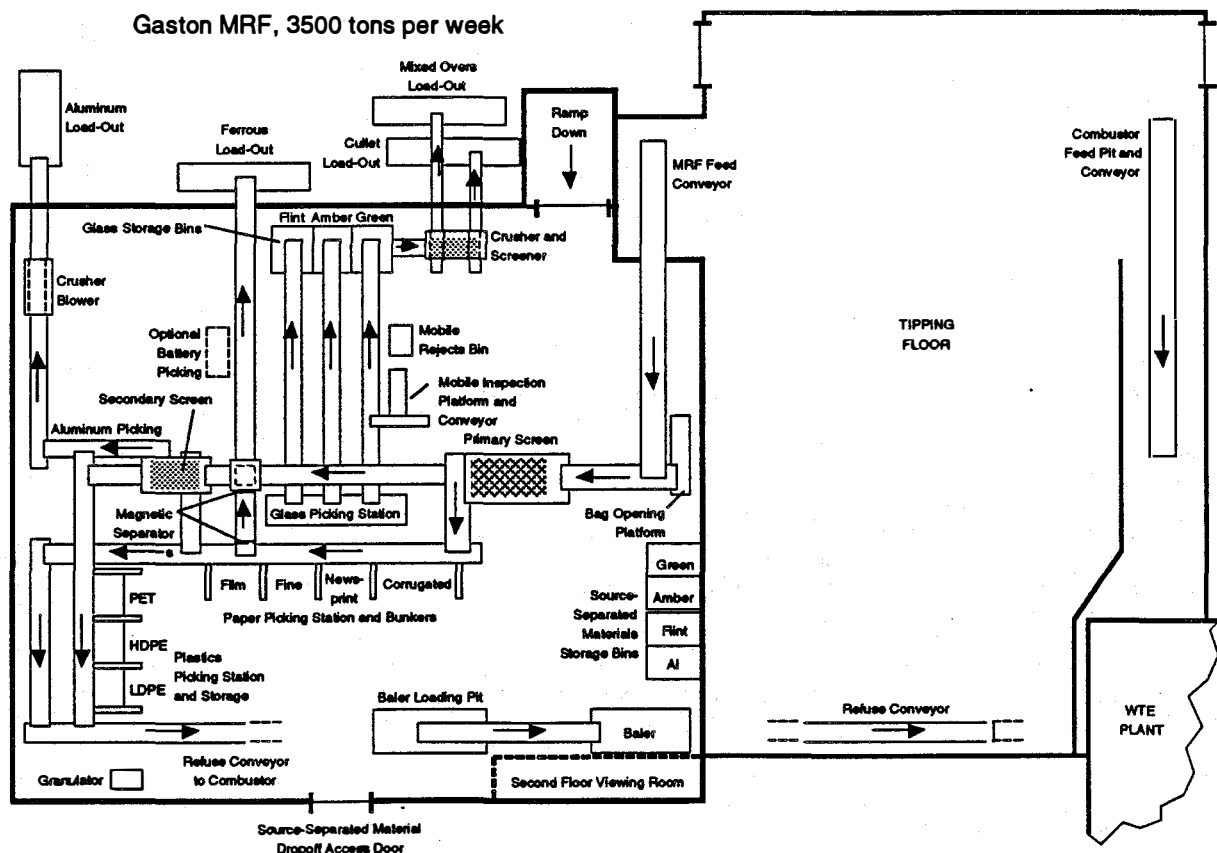 Gaston MRF, 3500 tons per week
Aluminum
Load-Out
Ferrous
Load-Out
Mixed Overs
Load-Out
Cullet
Load-Out
Ramp
Down
MRF Feed
Conveyor
Combustor
Feed Pit and
Conveyor
Glass Storage Bins
Flint Amber Green
Crusher and
Screener
Crusher
Blower
Optional
Battery
Picking
Mobile
Rejects Bin
Mobile Inspection
Platform and
Conveyor
TIPPING
FLOOR
Secondary Screen
Aluminum Picking
Primary Screen
Magnetic
Separator
Glass Picking Station
Bag Opening
Platform
s
Film
Fine
News-
print
Corrugated
Paper Picking Station and Bunkers
PET
HDPE
LDPE
Plastics
Picking Station
and Storage
Source-
Separated
Materials
Storage Bins
Green
Amber
Flint
Al
Baler Loading Pit
Baler
Refuse Conveyor
WTE
PLANT
Granulator
Refuse Conveyor
to Combustor
Second Floor Viewing Room
Source-Separated Material
Dropoff Access Door